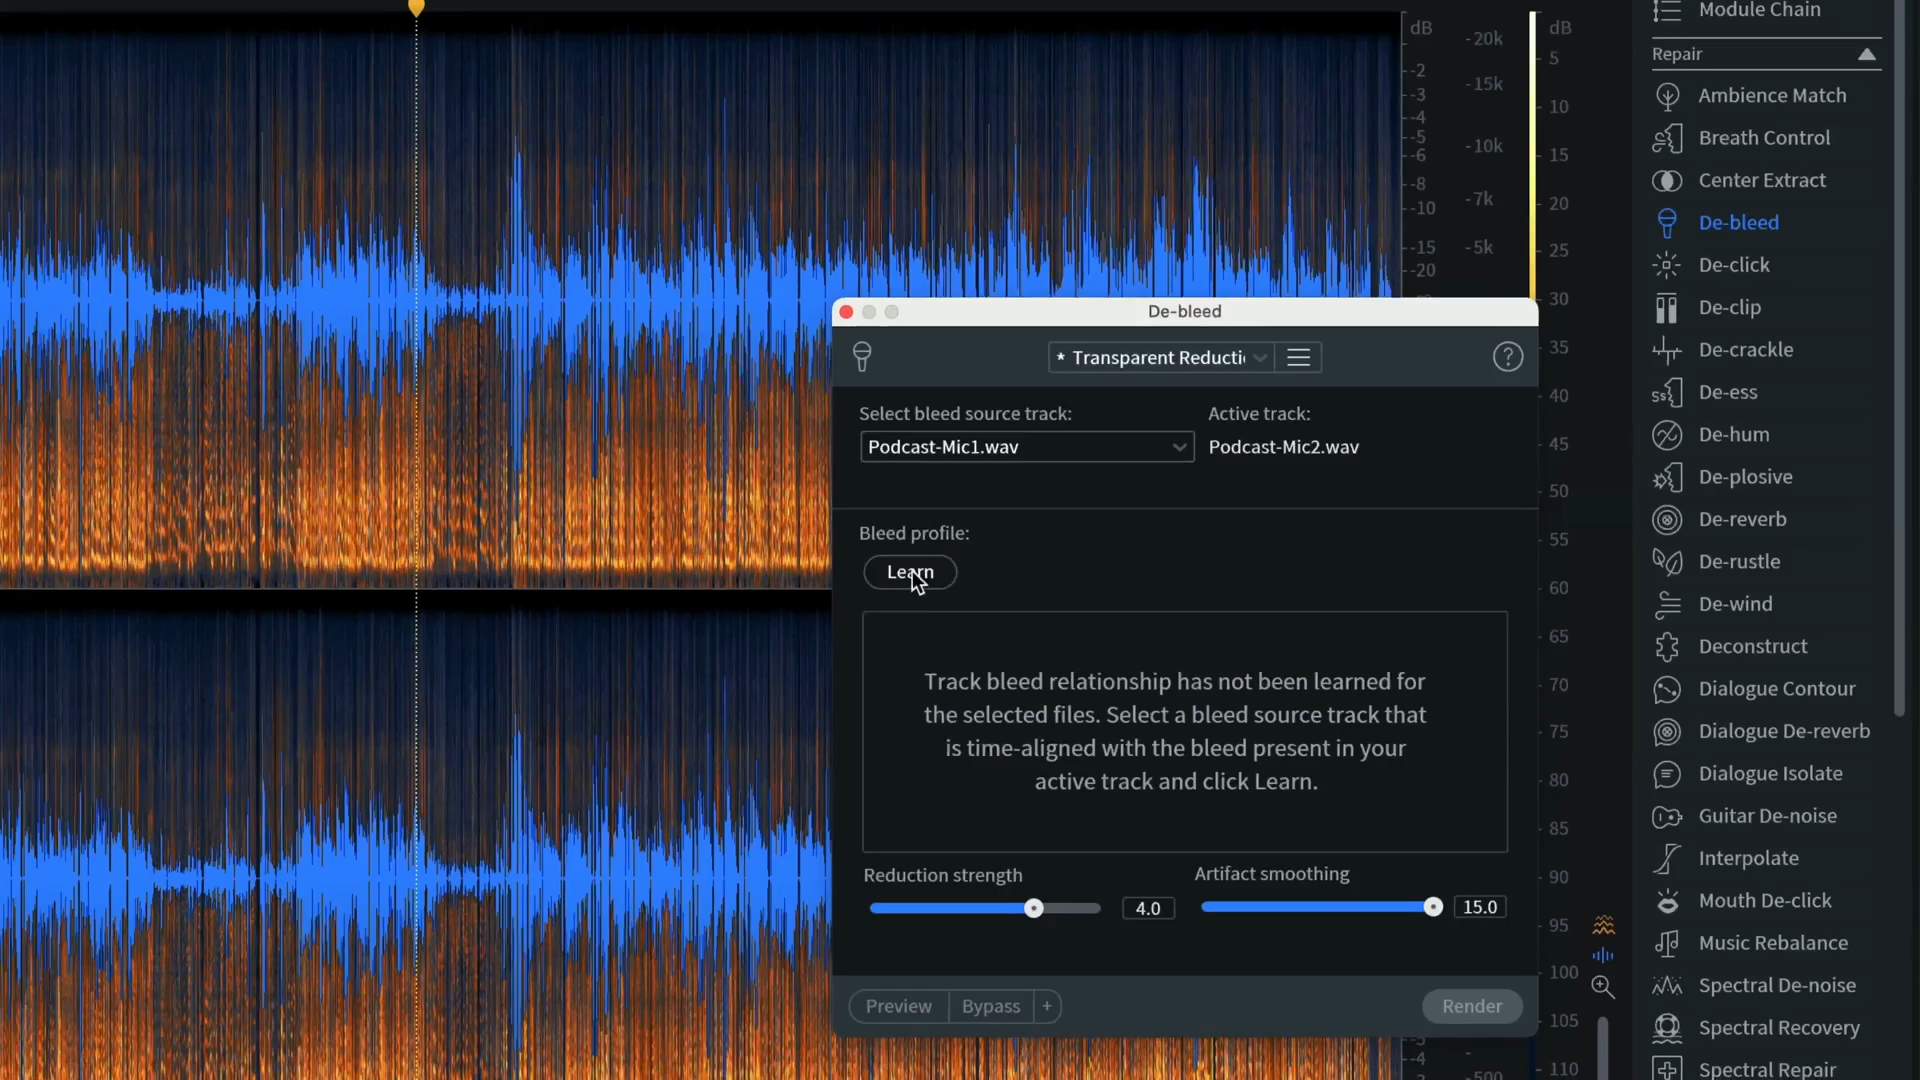 dB
-2
-3
-4
-5
-6
-8
-10
-15
-20
-20k
-15k
-10k
-7k
-5k
dB
5
10
15
20
25
30
35
40
45
50
55
60
65
70
75
80
85
90
95
100
105
110
-4
-500
Module Chain
Repair
Ambience Match
Breath Control
Center Extract
De-bleed
De-click
De-clip
De-crackle
De-ess
De-hum
De-plosive
De-reverb
De-rustle
De-wind
Deconstruct
Dialogue Contour
Dialogue De-reverb
Dialogue Isolate
Guitar De-noise
Interpolate
Mouth De-click
Music Rebalance
Spectral De-noise
Spectral Recovery
Spectral Repair
De-bleed
* Transparent Reducti
?
Select bleed source track:
Active track:
Podcast-Mic1.wav
Podcast-Mic2.wav
Bleed profile:
Learn
Track bleed relationship has not been learned for
the selected files. Select a bleed source track that
is time-aligned with the bleed present in your
active track and click Learn.
Reduction strength
4.0
Artifact smoothing
15.0
Preview
Bypass
+
Render